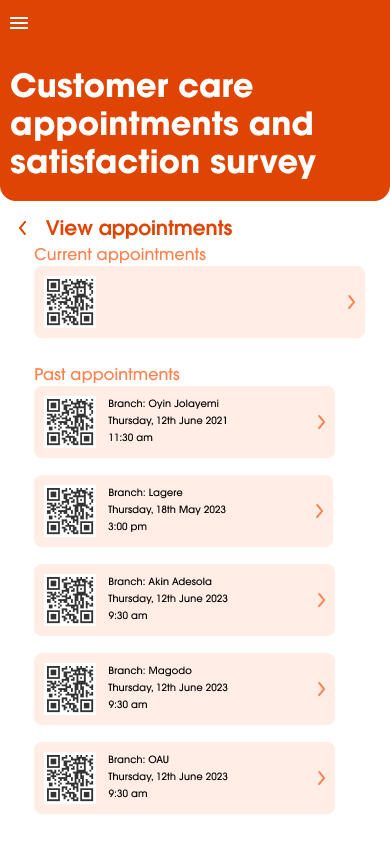 Customer care
appointments and
satisfaction survey
View appointments
Current appointments
Past appointments
Branch: Oyin Jolayemi
Thursday, 12th June 2021
11:30 am
Branch: Lagere
Thursday, 18th May 2023
3:00 pm
Branch: Akin Adesola
Thursday, 12th June 2023
9:30 am
Branch: Magodo
Thursday, 12th June 2023
9:30 am
Branch: OAU
Thursday, 12th June 2023
9:30 am